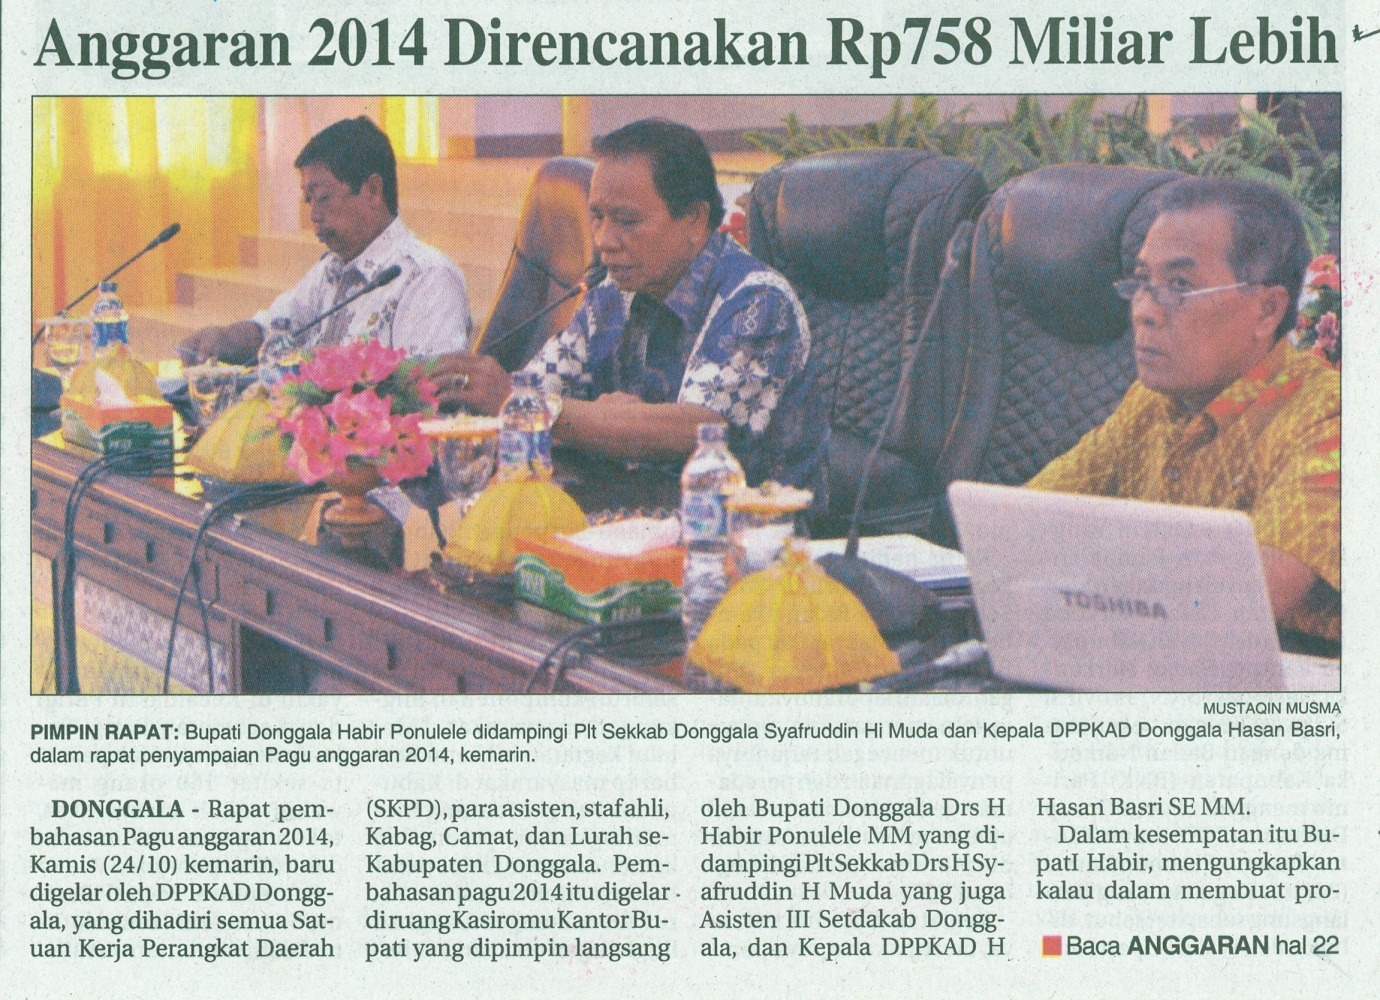 Anggaran 2014 Direncanakan Rp758 Miliar Lebih
TOSHIBA
MUSTAQIN MUSMA
PIMPIN RAPAT: Bupati Donggala Habir Ponulele didampingi Plt Sekkab Donggala Syafruddin Hi Muda dan Kepala DPPKAD Donggala Hasan Basri,
dalam rapat penyampaian Pagu anggaran 2014, kemarin.
DONGGALA - Rapat pem-
bahasan Pagu anggaran 2014,
Kamis (24/10) kemarin, baru
digelar oleh DPPKAD Dongg-
ala, yang dihadiri semua Sat-
uan Kerja Perangkat Daerah
(SKPD), para asisten, staf ahli,
Kabag, Camat, dan Lurah se-
Kabupaten Donggala. Pem-
bahasan pagu 2014 itu digelar
di ruang Kasiromu Kantor Bu-
pati yang dipimpin langsung
oleh Bupati Donggala Drs H
Habir Ponulele MM yang di-
dampingi Plt Sekkab Drs H Sy-
afruddin H Muda yang juga
Asisten III Setdakab Dongg-
ala, dan Kepala DPPKAD H
Hasan Basri SE MM.
Dalam kesempatan itu Bu-
patI Habir, mengungkapkan
kalau dalam membuat pro-
Baca ANGGARAN hal 22